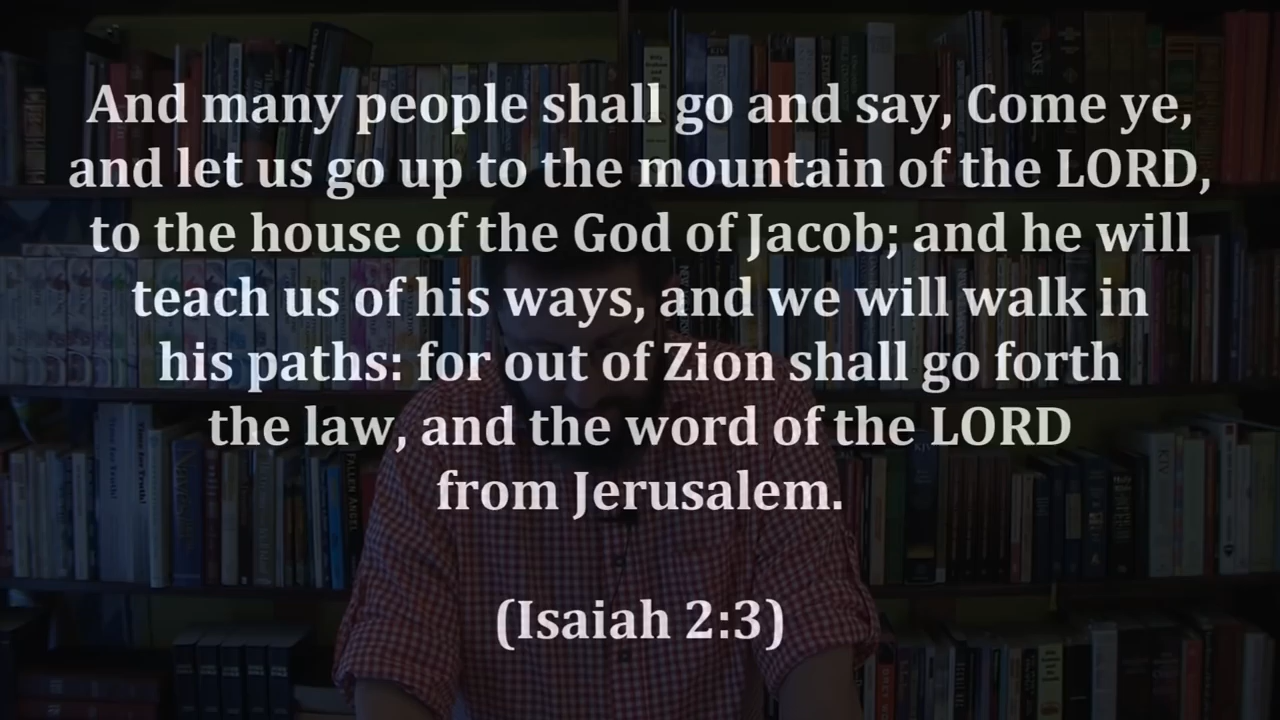 And many people shall go and say, Come ye,
and let us go up to the mountain of the LORD,
to the house of the God of Jacob; and he will
teach us of his ways, and we will walk in
his paths: for out of Zion shall go forth
the law, and the word of the LORD
from Jerusalem.
(Isaiah 2:3)